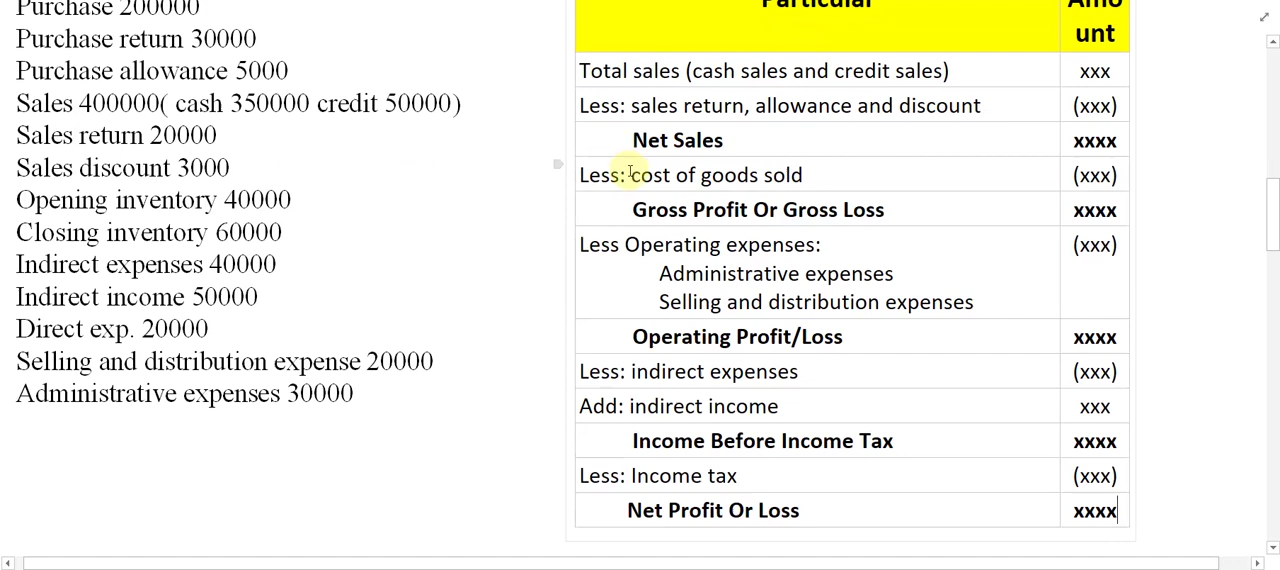 Purchase 200000
Purchase return 30000
Purchase allowance 5000
Sales 400000( cash 350000 credit 50000)
Sales return 20000
Sales discount 3000
Opening inventory 40000
Closing inventory 60000
Indirect expenses 40000
Indirect income 50000
Direct exp. 20000
Selling and distribution expense 20000
Administrative expenses 30000
Particular Amo
unt
Total sales (cash sales and credit sales) xxx
Less: sales return, allowance and discount (xxx)
Net Sales xxxx
Less: cost of goods sold (xxx)
Gross Profit Or Gross Loss xxxx
Less Operating expenses: (xxx)
Administrative expenses
Selling and distribution expenses
Operating Profit/Loss xxxx
Less: indirect expenses (xxx)
Add: indirect income xxx
Income Before Income Tax xxxx
Less: Income tax (xxx)
Net Profit Or Loss xxxx